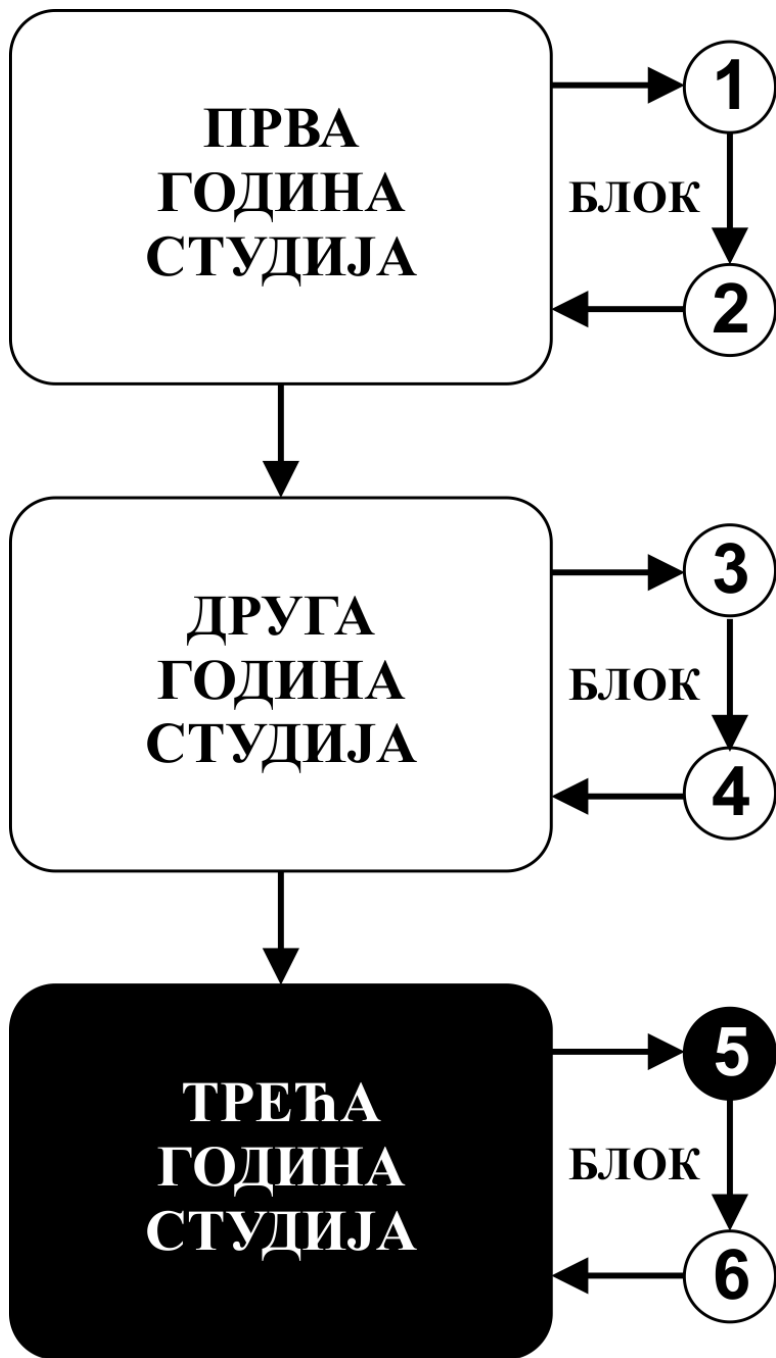 ПРВА
ГОДИНА
СТУДИЈА
1
БЛОК
2
ДРУГА
ГОДИНА
СТУДИЈА
3
БЛОК
4
ТРЕЋА
ГОДИНА
СТУДИЈА
5
БЛОК
6